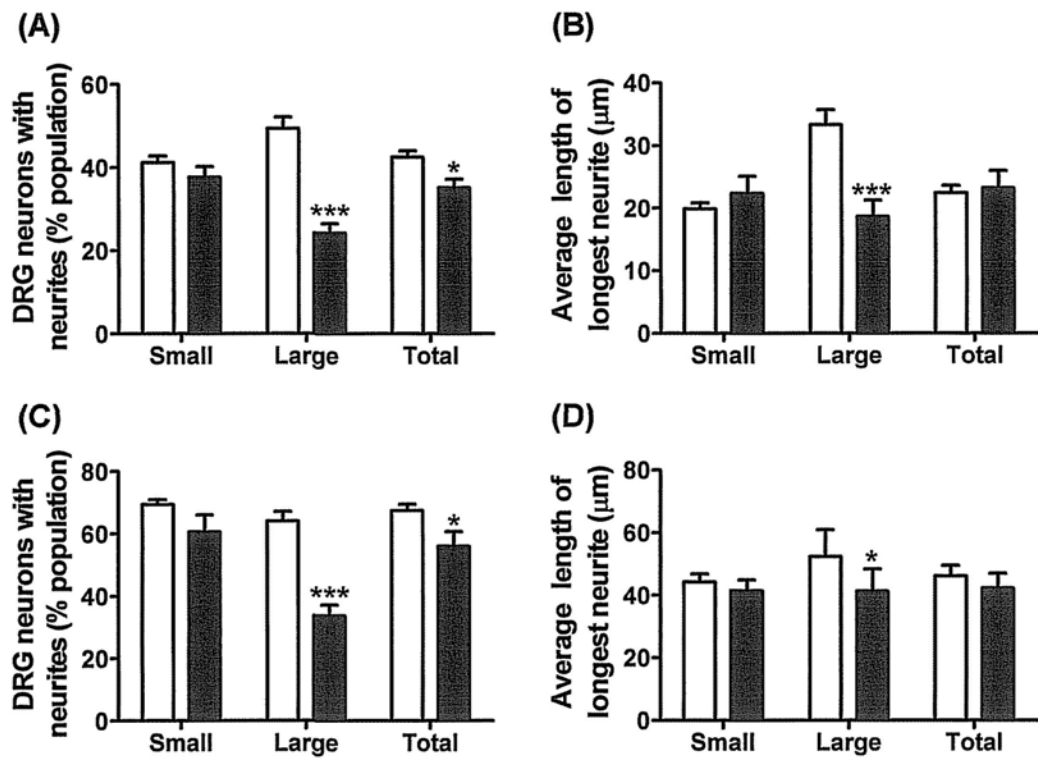 (A)
DRG neurons with
neurites (% population)
60
40
20
0
***
*
Small Large Total
(B)
Average length of
longest neurite (μm)
40
30
20
10
0
***
Small Large Total
(C)
DRG neurons with
neurites (% population)
80
60
40
20
0
***
*
Small Large Total
(D)
Average length of
longest neurite (μm)
80
60
40
20
0
*
Small Large Total